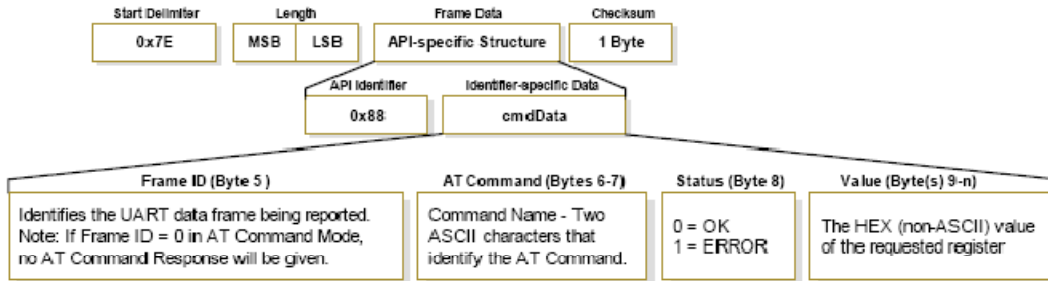 Start Delimiter
Length
Frame Data
Checksum
0x7E
MSB
LSB
API-specific Structure
1 Byte
API Identifier
Identifier-specific Data
0x88
cmdData
Frame ID (Byte 5 )
Identifies the UART data frame being reported.
Note: If Frame ID = 0 in AT Command Mode,
no AT Command Response will be given.
AT Command (Bytes 6-7)
Command Name - Two
ASCII characters that
identify the AT Command.
Status (Byte 8)
0 = OK
1 = ERROR
Value (Byte(s) 9-n)
The HEX (non-ASCII) value
of the requested register